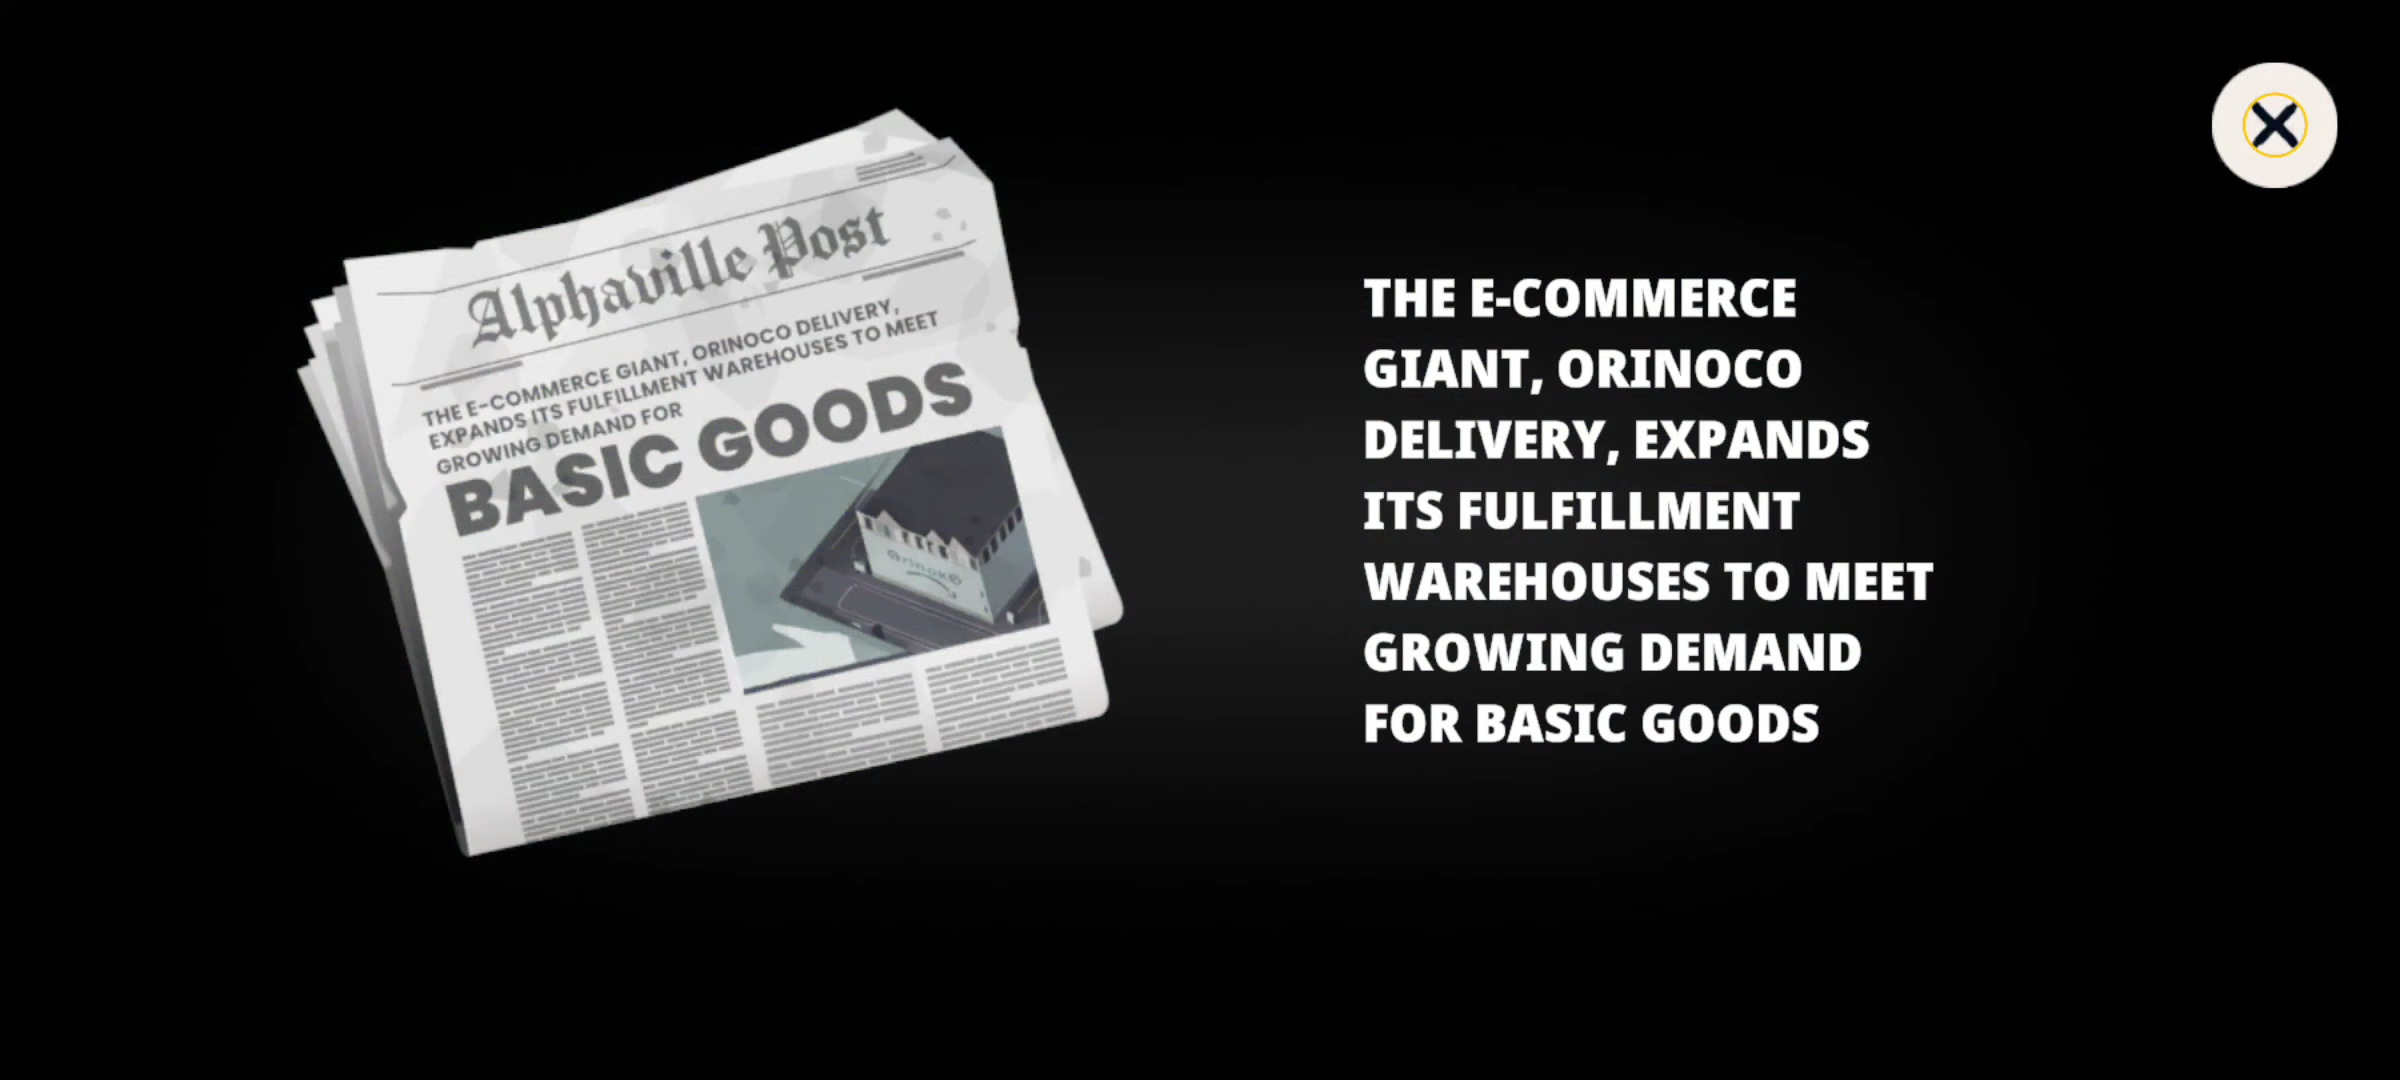 Alphaville Post
THE E-COMMERCE GIANT, ORINOCO DELIVERY,
EXPANDS ITS FULFILLMENT WAREHOUSES TO MEET
GROWING DEMAND FOR
BASIC GOODS
THE E-COMMERCE
GIANT, ORINOCO
DELIVERY, EXPANDS
ITS FULFILLMENT
WAREHOUSES TO MEET
GROWING DEMAND
FOR BASIC GOODS